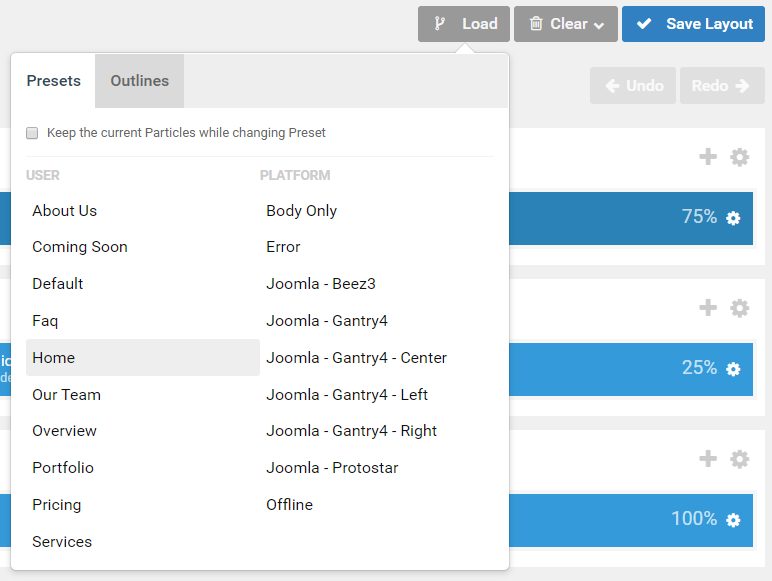 Load Clear Save Layout
Presets Outlines
Undo Redo
Keep the current Particles while changing Preset
USER PLATFORM
About Us Body Only
75%
Coming Soon Error
Default Joomla - Beez3
Faq Joomla - Gantry4
Home Joomla - Gantry4 - Center
25%
Our Team Joomla - Gantry4 - Left
Overview Joomla - Gantry4 - Right
Portfolio Joomla - Protostar
Pricing Offline
100%
Services